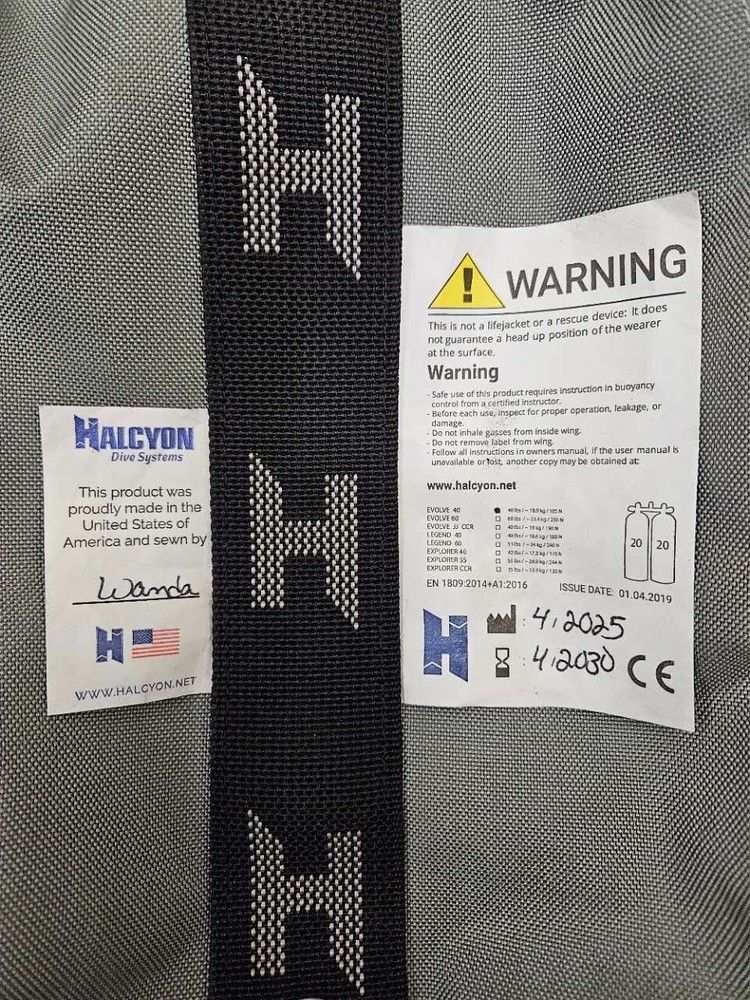 H
H
H
HALCYON
Dive Systems
This product was
proudly made in the
United States of
America and sewn by
Wanda
H
WWW.HALCYON.NET
! WARNING
This is not a lifejacket or a rescue device: It does
not guarantee a head up position of the wearer
at the surface.
Warning
- Safe use of this product requires instruction in buoyancy
control from a certified instructor.
- Before each use, inspect for proper operation, leakage, or
damage.
- Do not inhale gasses from inside wing.
- Do not remove label from wing.
- Follow all instructions in owners manual, if the user manual is
unavailable or lost, another copy may be obtained at:
www.halcyon.net
EVOLVE 40
EVOLVE 60
EVOLVE JJ CCR
LEGEND 40
LEGEND 60
EXPLORER 40
EXPLORER 55
EXPLORER CCR
20 20
EN 1809:2014+A1:2016
ISSUE DATE: 01.04.2019
H
: 4,2025
: 4,2030
CE